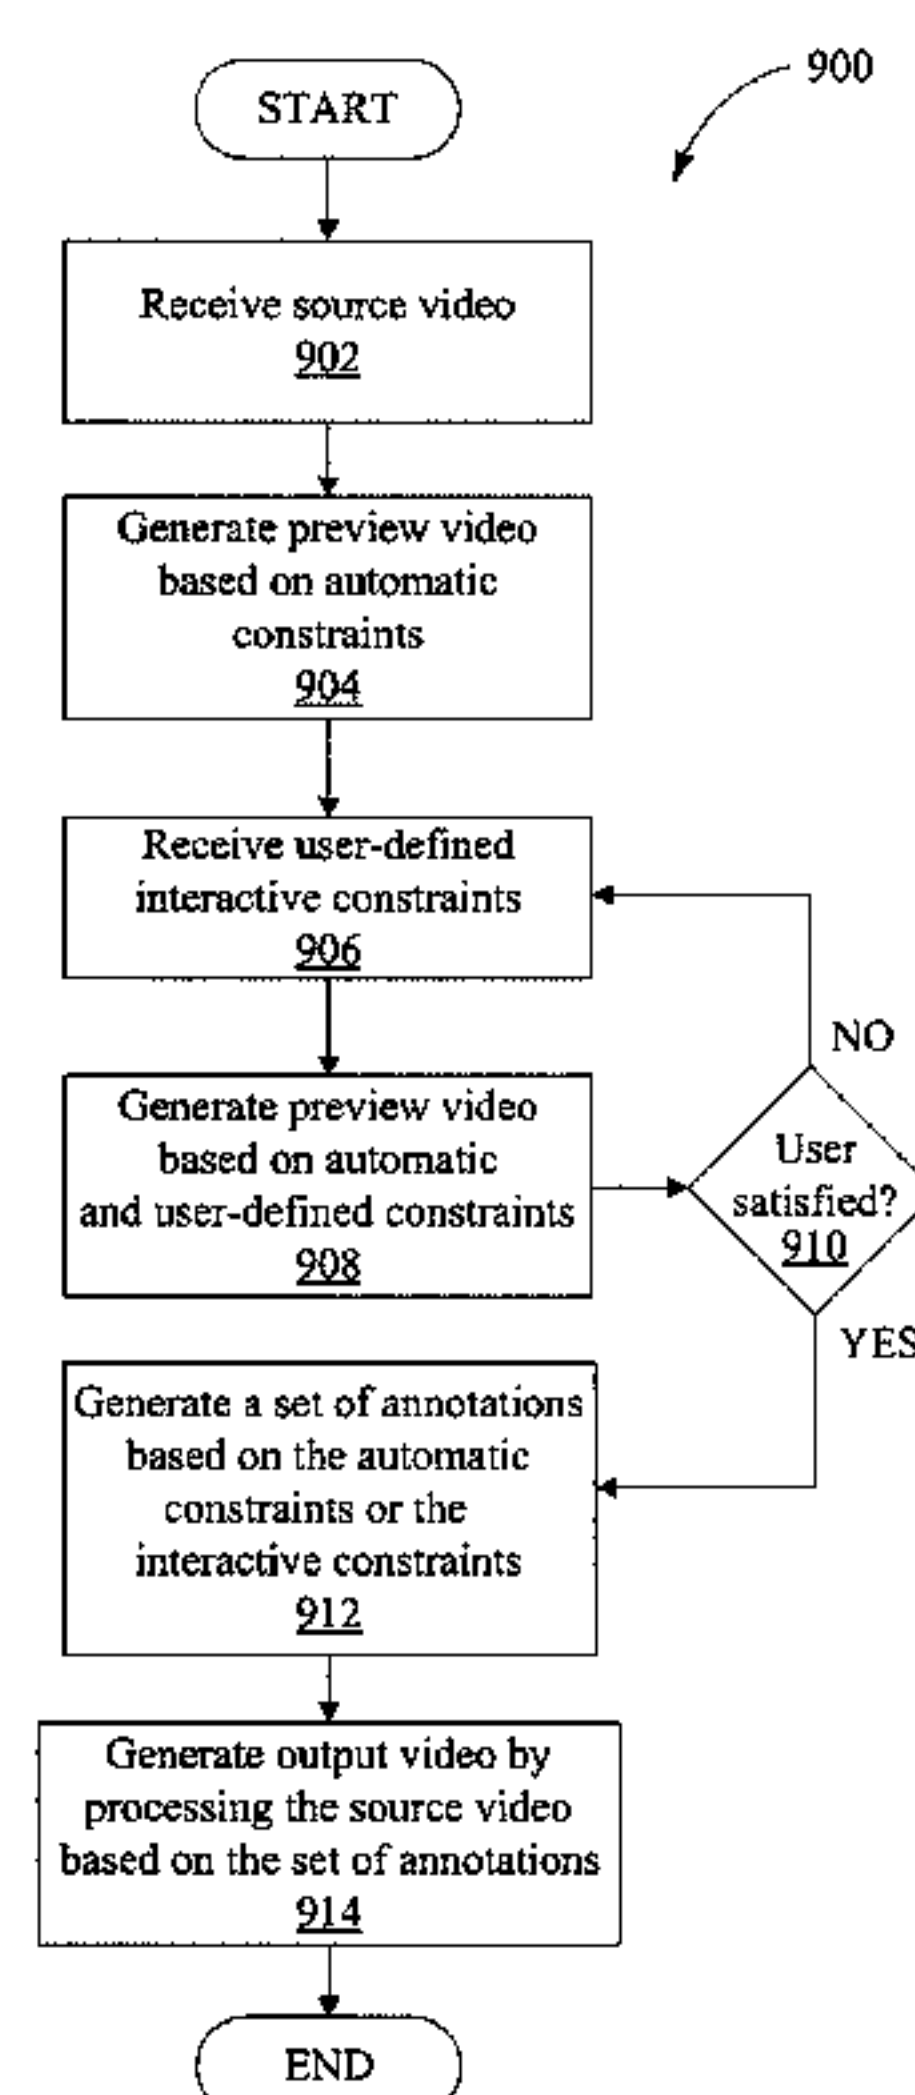 START
900
Receive source video
902
Generate preview video
based on automatic
constraints
904
Receive user-defined
interactive constraints
906
Generate preview video
based on automatic
and user-defined constraints
908
NO
User
satisfied?
910
YES
Generate a set of annotations
based on the automatic
constraints or the
interactive constraints
912
Generate output video by
processing the source video
based on the set of annotations
914
END